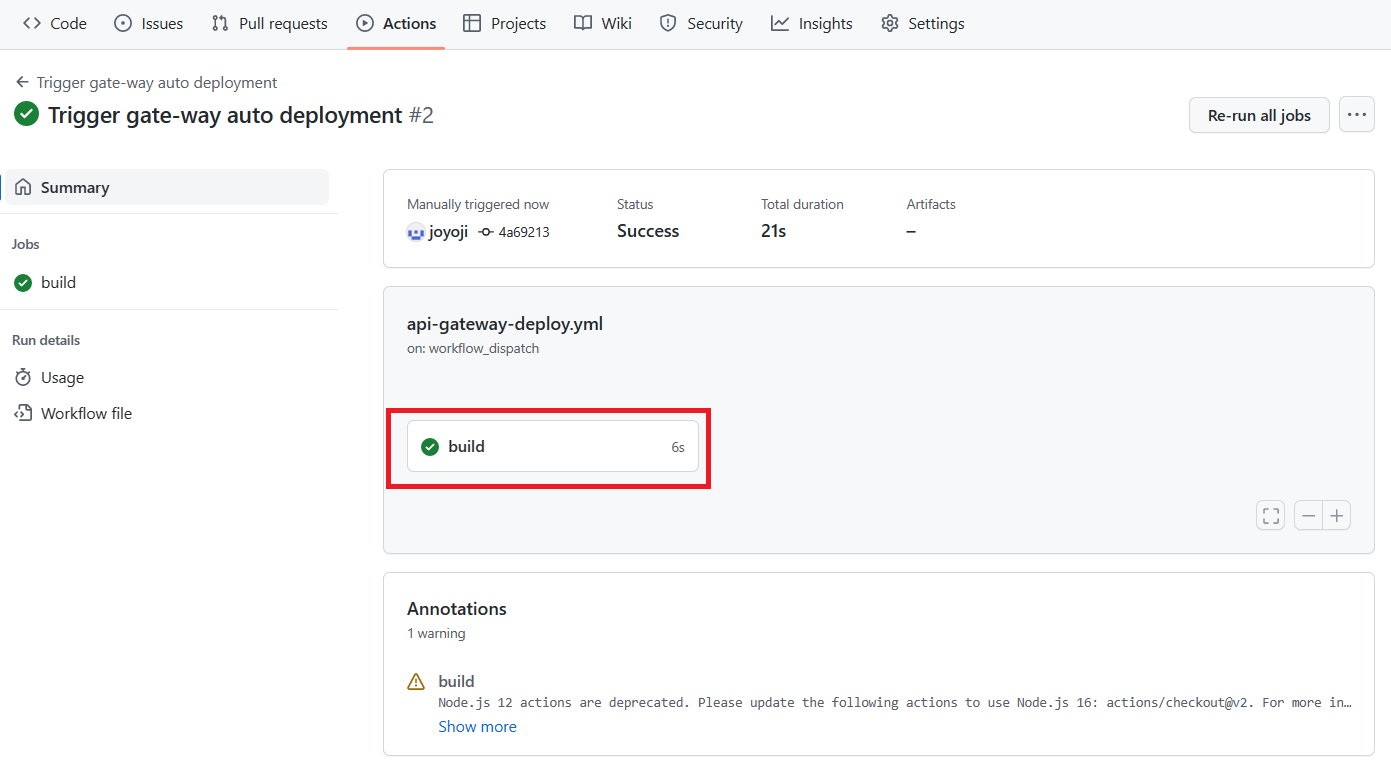 Code Issues Pull requests Actions Projects Wiki Security Insights Settings
Trigger gate-way auto deployment
Trigger gate-way auto deployment #2
Re-run all jobs
Summary
Jobs
build
Run details
Usage
Workflow file
Manually triggered now Status Total duration Artifacts
joyoji 4a69213 Success 21s –
api-gateway-deploy.yml
on: workflow_dispatch
build 6s
Annotations
1 warning
build
Node.js 12 actions are deprecated. Please update the following actions to use Node.js 16: actions/checkout@v2. For more in…
Show more